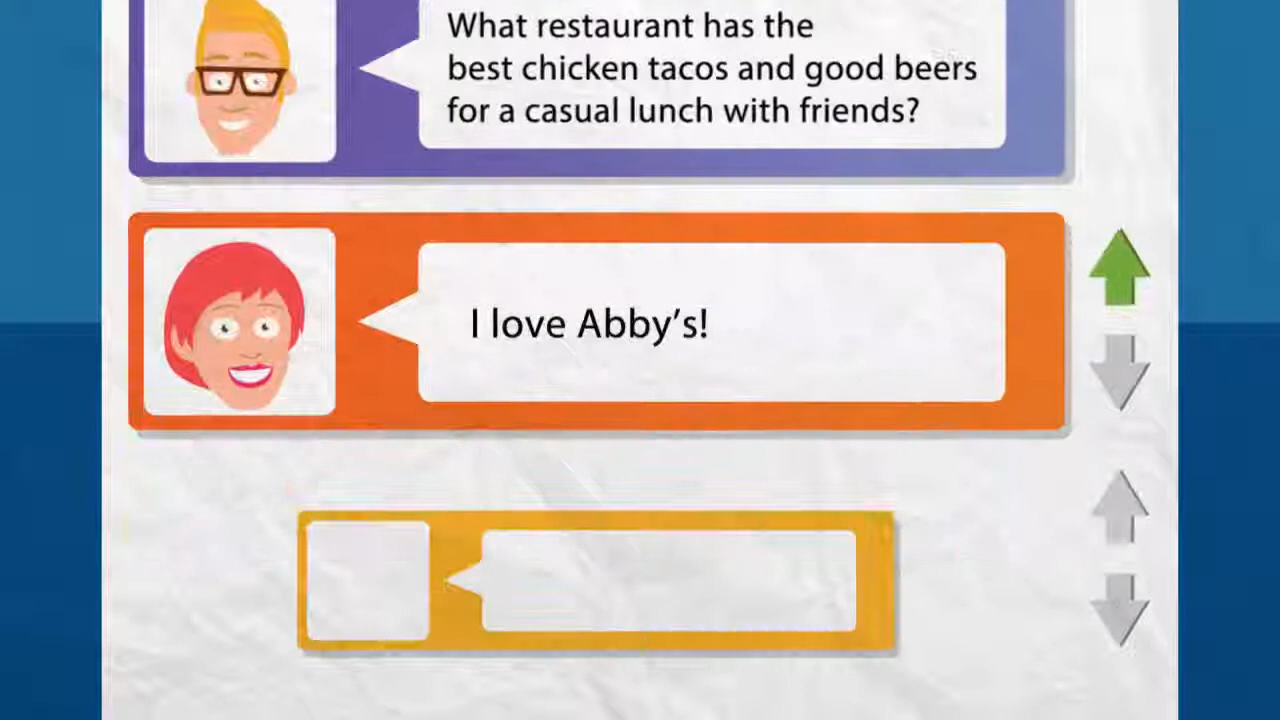 What restaurant has the
best chicken tacos and good beers
for a casual lunch with friends?
I love Abby’s!